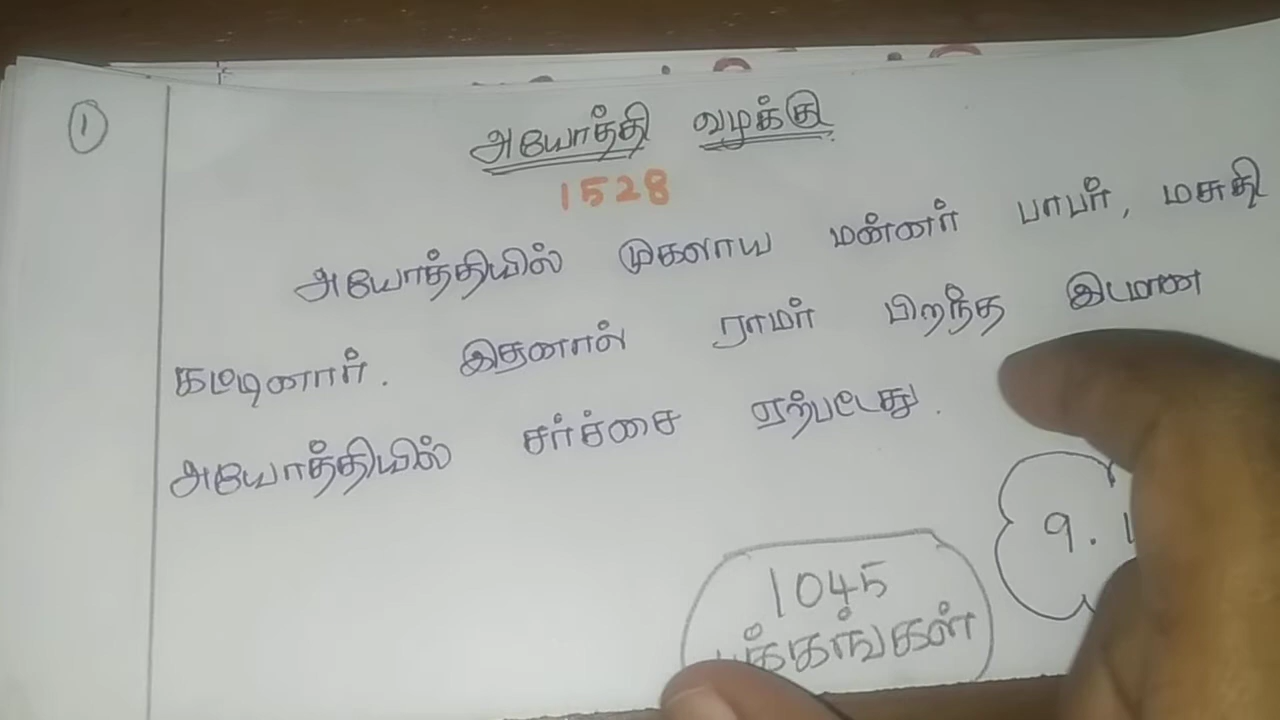 1
அயோத்தி வழக்கு
1528
அயோத்தியில் முகலாய மன்னர் பாபர், மசூதி
கட்டினார். இதனால் ராமர் பிறந்த இடமான
அயோத்தியில் சர்ச்சை ஏற்பட்டது.
9.
1045
பக்கங்கள்